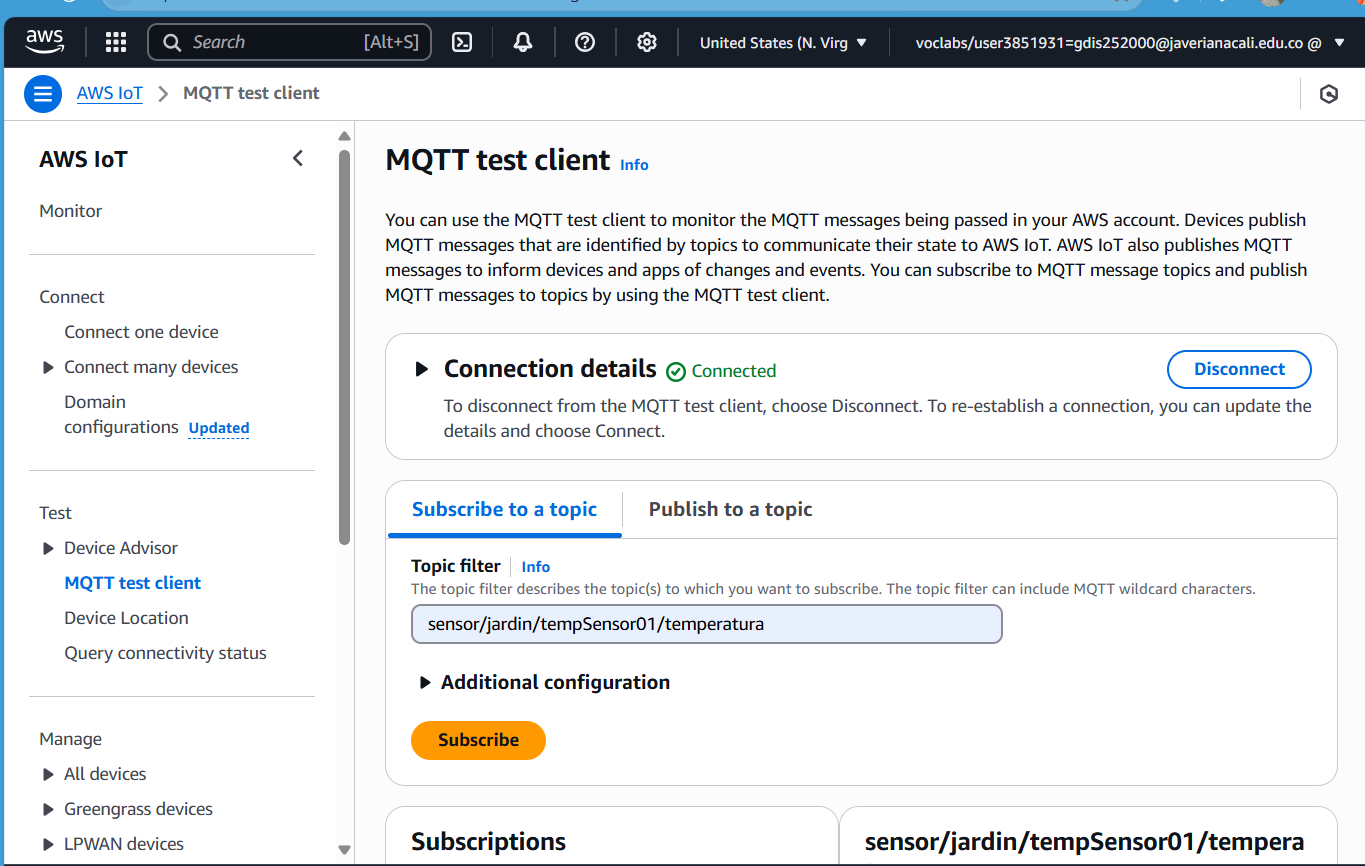 aws
Search [Alt+S]
United States (N. Virg
voclabs/user3851931=gdis252000@javerianacali.edu.co @
AWS IoT
MQTT test client
AWS IoT
Monitor
Connect
Connect one device
Connect many devices
Domain
configurations Updated
Test
Device Advisor
MQTT test client
Device Location
Query connectivity status
Manage
All devices
Greengrass devices
LPWAN devices
MQTT test client Info
You can use the MQTT test client to monitor the MQTT messages being passed in your AWS account. Devices publish
MQTT messages that are identified by topics to communicate their state to AWS IoT. AWS IoT also publishes MQTT
messages to inform devices and apps of changes and events. You can subscribe to MQTT message topics and publish
MQTT messages to topics by using the MQTT test client.
Connection details Connected
Disconnect
To disconnect from the MQTT test client, choose Disconnect. To re-establish a connection, you can update the
details and choose Connect.
Subscribe to a topic
Publish to a topic
Topic filter Info
The topic filter describes the topic(s) to which you want to subscribe. The topic filter can include MQTT wildcard characters.
sensor/jardin/tempSensor01/temperatura
Additional configuration
Subscribe
Subscriptions
sensor/jardin/tempSensor01/tempera